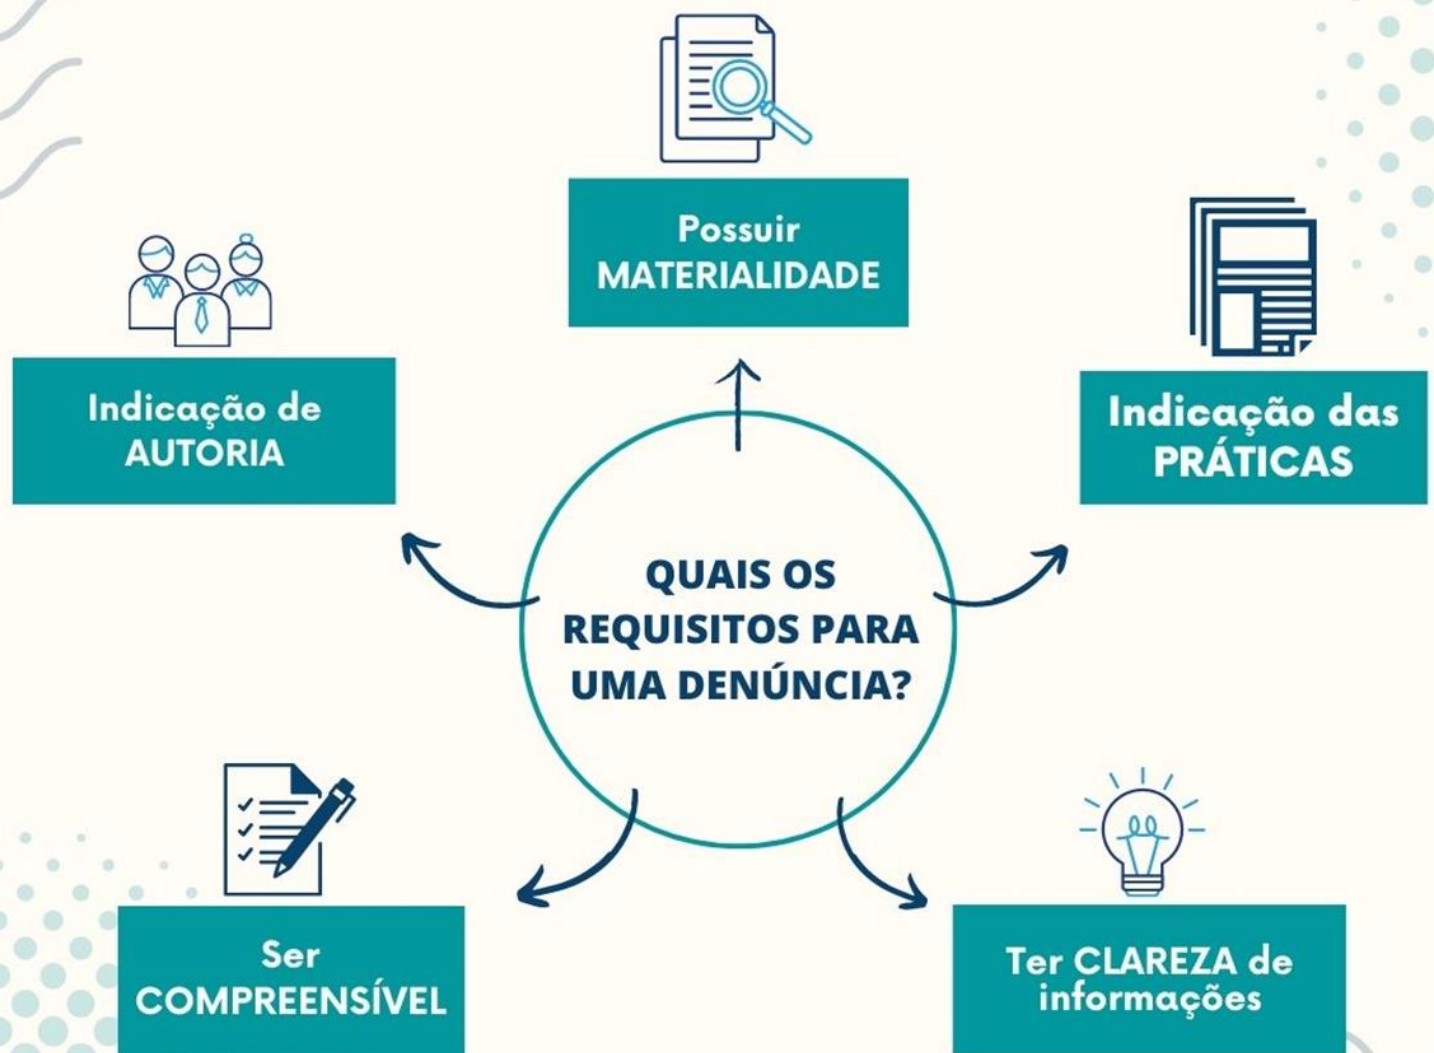 Possuir
MATERIALIDADE
Indicação de
AUTORIA
Indicação das
PRÁTICAS
QUAIS OS
REQUISITOS PARA
UMA DENÚNCIA?
Ser
COMPREENSÍVEL
Ter CLAREZA de
informações